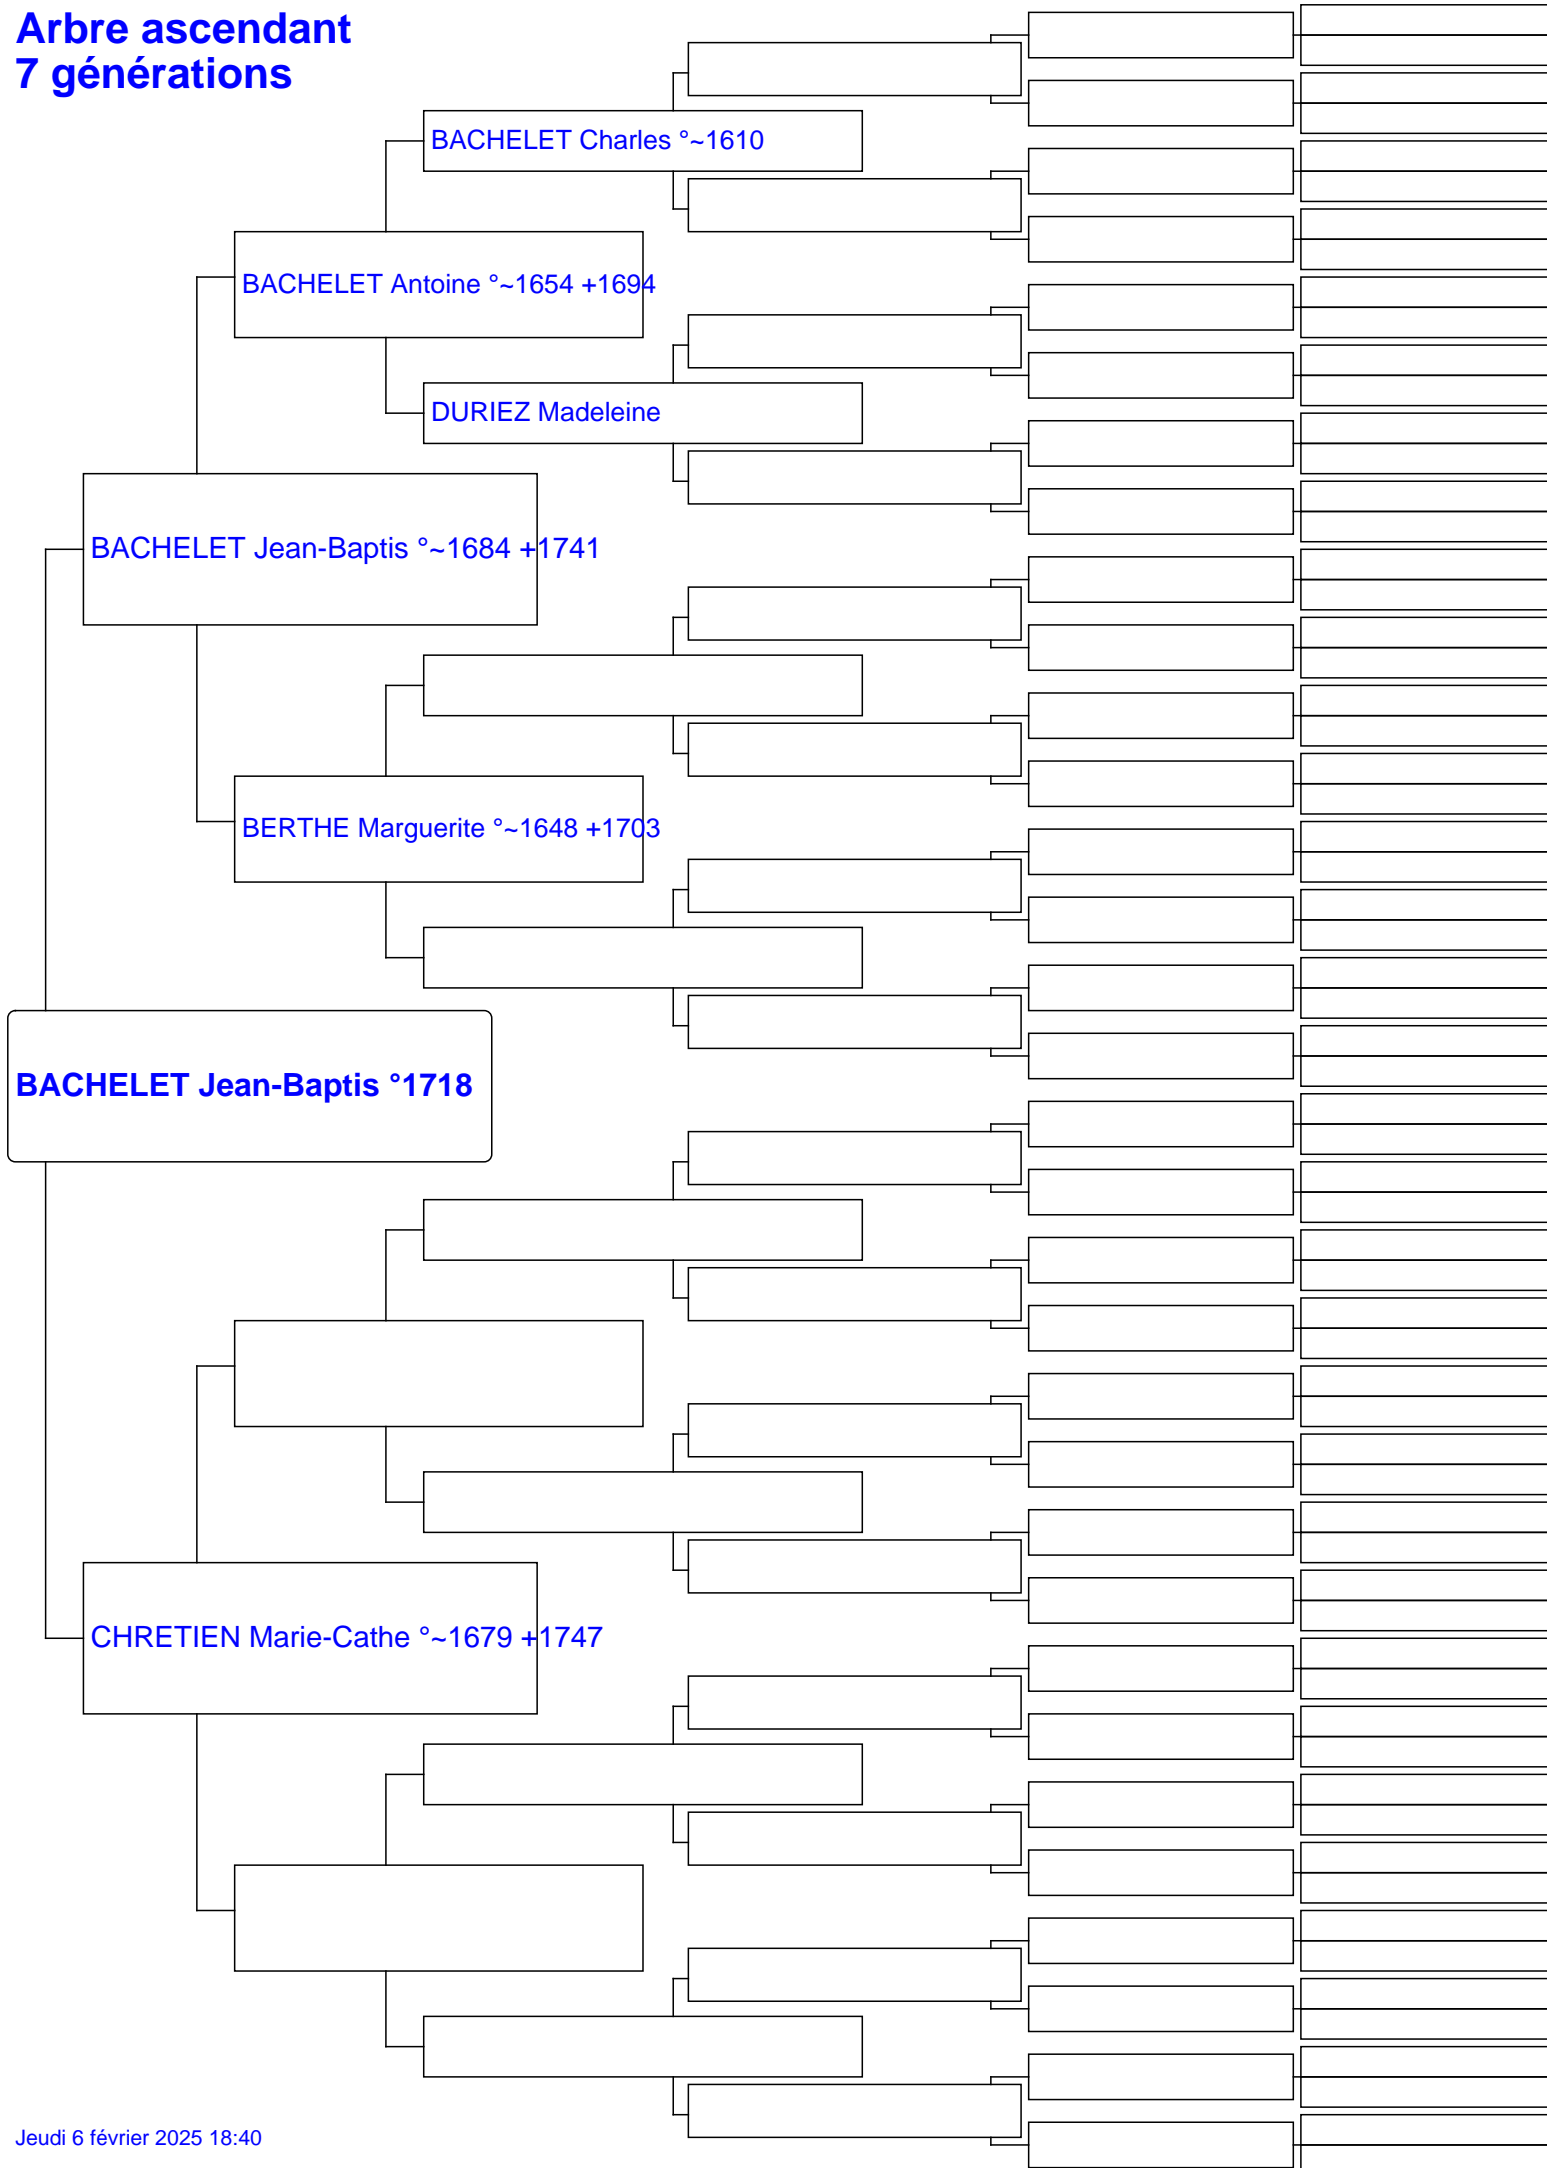 Arbre ascendant
7 générations
BACHELET Charles °~1610
BACHELET Antoine °~1654 +1694
DURIEZ Madeleine
BACHELET Jean-Baptis °~1684 +1741
BERTHE Marguerite °~1648 +1703
BACHELET Jean-Baptis °1718
CHRETIEN Marie-Cathe °~1679 +1747
Jeudi 6 février 2025 18:40